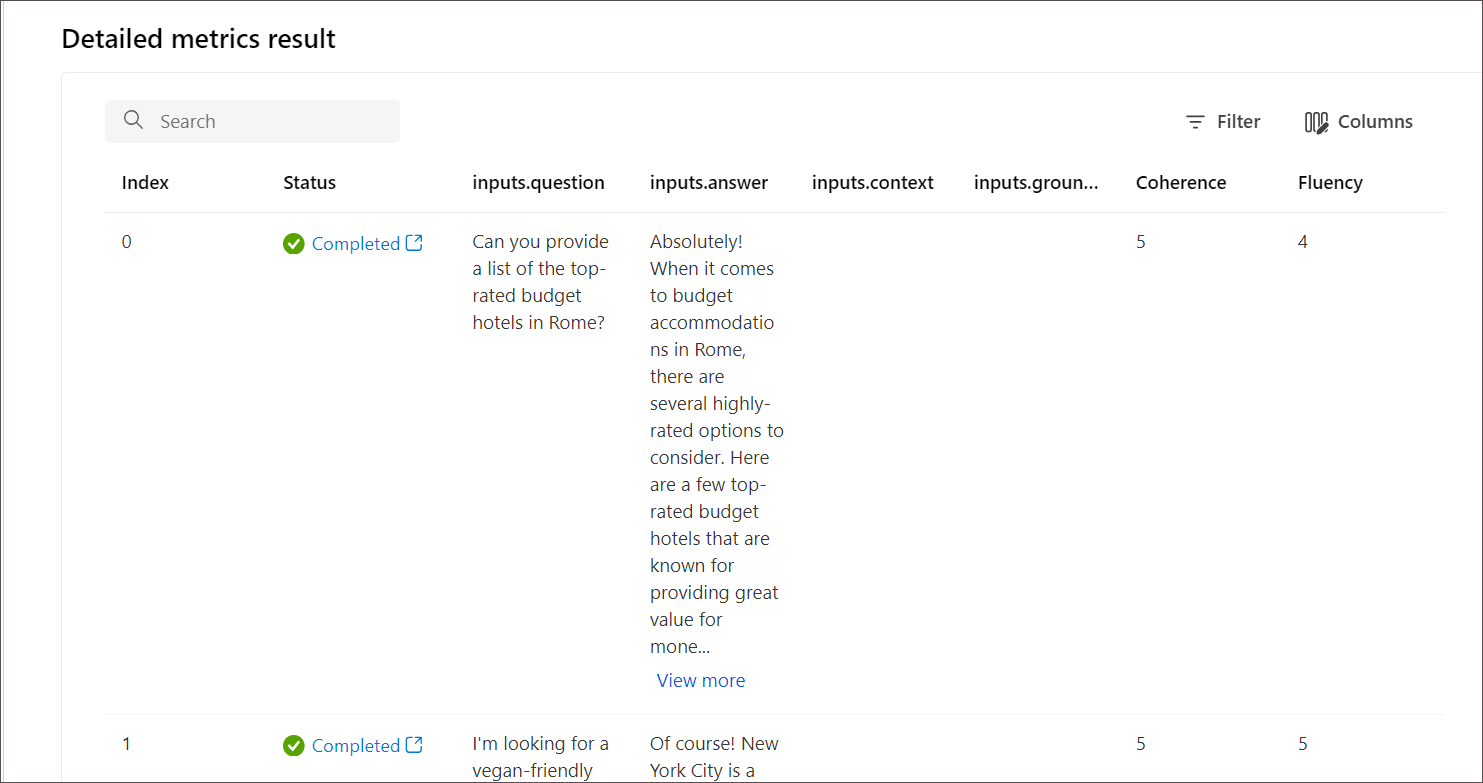 Detailed metrics result
Search
Filter
Columns
Index
Status
inputs.question
inputs.answer
inputs.context
inputs.groun...
Coherence
Fluency
0
Completed
Can you provide
a list of the top-
rated budget
hotels in Rome?
Absolutely!
When it comes
to budget
accommodatio
ns in Rome,
there are
several highly-
rated options to
consider. Here
are a few top-
rated budget
hotels that are
known for
providing great
value for
mone...
View more
5
4
1
Completed
I'm looking for a
vegan-friendly
Of course! New
York City is a
5
5